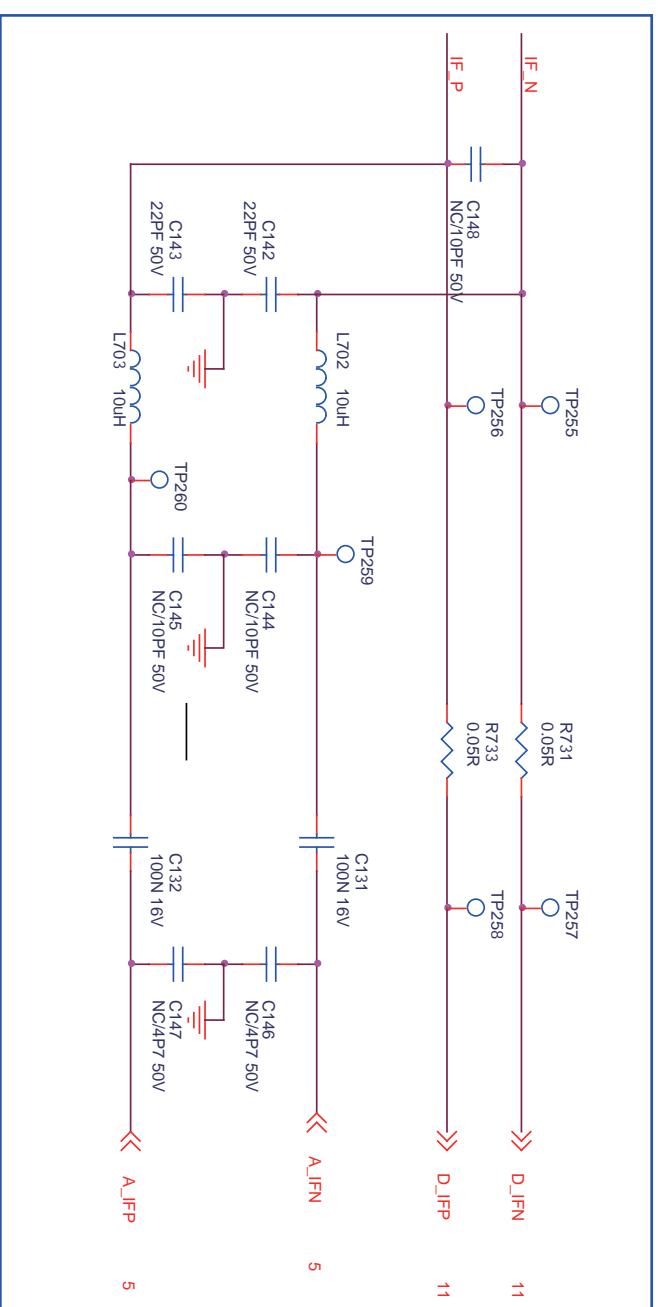 IF_N
IF_P
C148
NC/10PF 50V
C142
22PF 50V
C143
22PF 50V
L702 10uH
L703 10uH
TP255
TP256
TP260
TP259
C144
NC/10PF 50V
C145
NC/10PF 50V
R731
0.05R
R733
0.05R
C131
100N 16V
C132
100N 16V
TP257
TP258
C146
NC/4P7 50V
C147
NC/4P7 50V
D_IFN 11
D_IFP 11
A_IFN 5
A_IFP 5